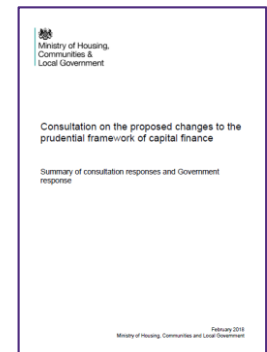 Ministry of Housing,
Communities &
Local Government
Consultation on the proposed changes to the
prudential framework of capital finance
Summary of consultation responses and Government
response
February 2018
Ministry of Housing, Communities and Local Government